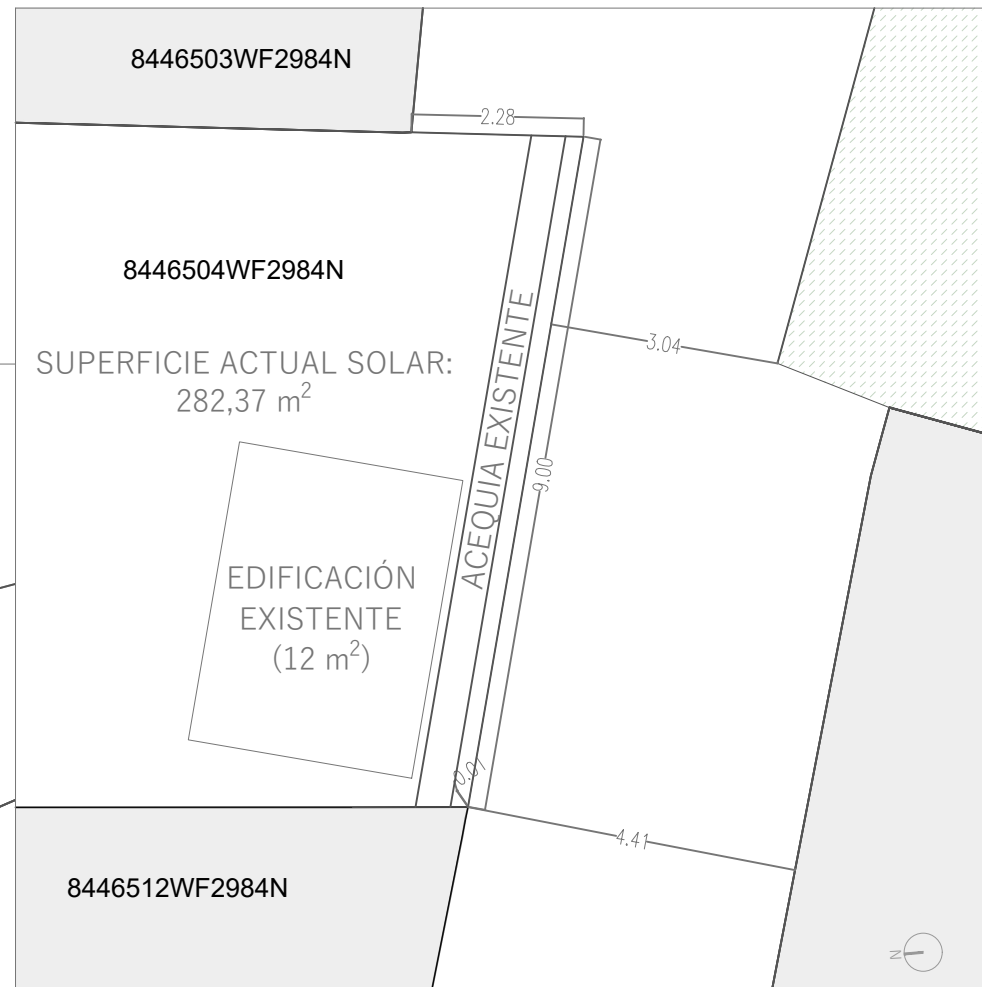 8446503WF2984N
2.28
8446504WF2984N
SUPERFICIE ACTUAL SOLAR:
282,37 m²
3.04
ACEQUIA EXISTENTE
9.00
EDIFICACIÓN
EXISTENTE
(12 m²)
0.01
4.41
8446512WF2984N
N